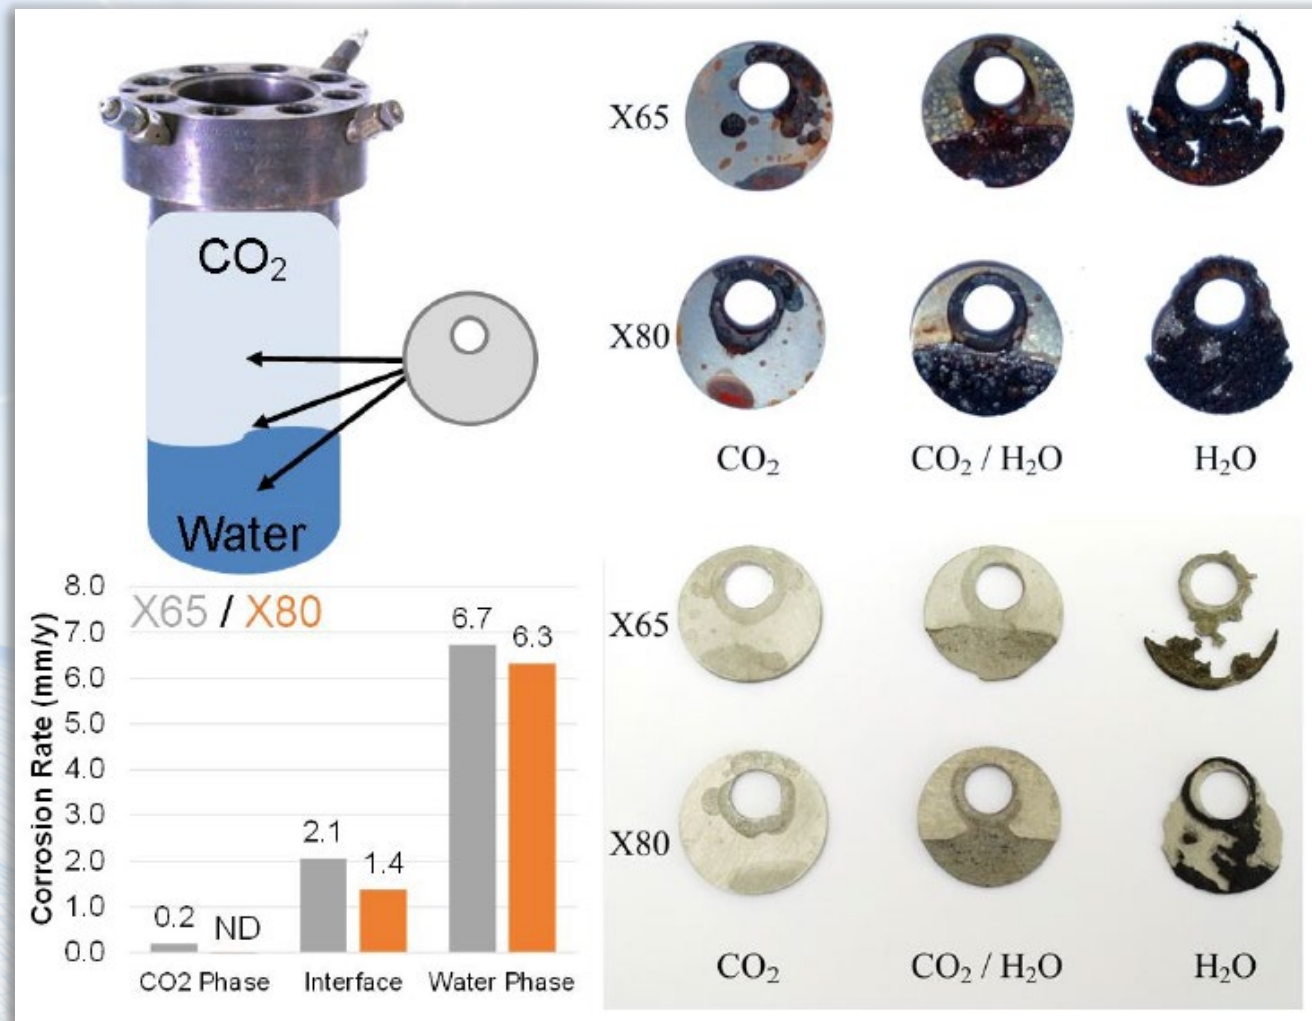 CO₂
Water
X65
X80
CO₂
CO₂ / H₂O
H₂O
X65 / X80
Corrosion Rate (mm/y)
8.0
7.0
6.0
5.0
4.0
3.0
2.0
1.0
0.0
0.2
ND
2.1
1.4
6.7
6.3
CO2 Phase
Interface
Water Phase
X65
X80
CO₂
CO₂ / H₂O
H₂O